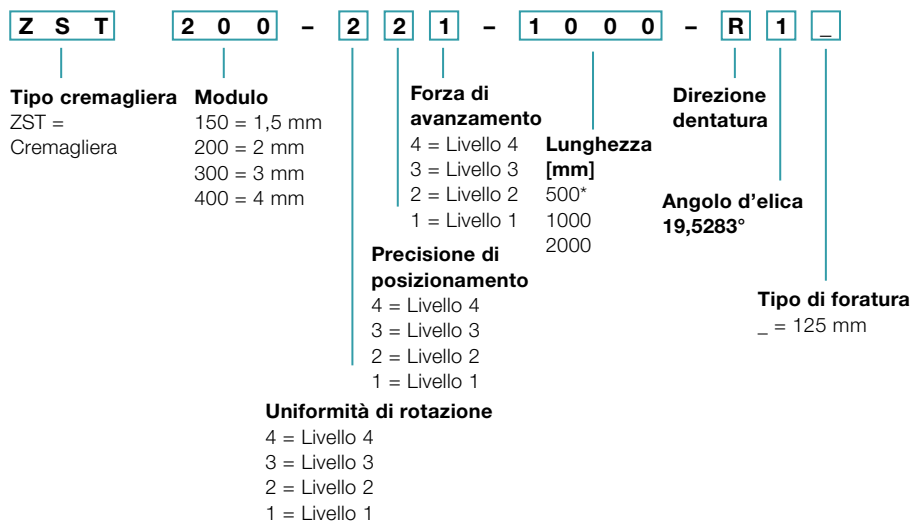 Z S T 2 0 0 – 2 2 1 – 1 0 0 0 – R 1 _
Tipo cremagliera
ZST =
Cremagliera
Modulo
150 = 1,5 mm
200 = 2 mm
300 = 3 mm
400 = 4 mm
Uniformità di rotazione
4 = Livello 4
3 = Livello 3
2 = Livello 2
1 = Livello 1
Precisione di
posizionamento
4 = Livello 4
3 = Livello 3
2 = Livello 2
1 = Livello 1
Forza di
avanzamento
4 = Livello 4
3 = Livello 3
2 = Livello 2
1 = Livello 1
Lunghezza
[mm]
500*
1000
2000
Direzione
dentatura
Angolo d'elica
19,5283°
Tipo di foratura
_ = 125 mm